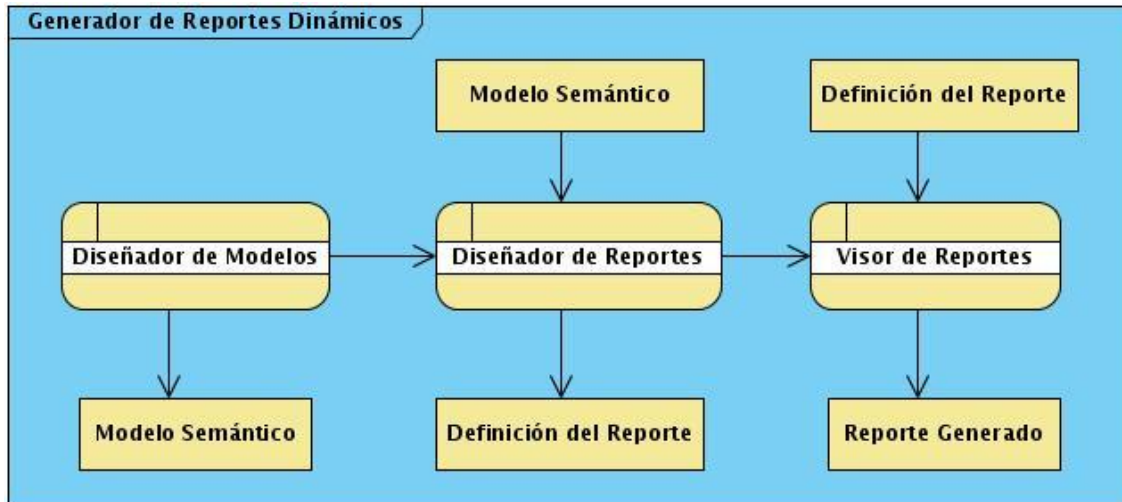 Generador de Reportes Dinámicos
Modelo Semántico
Definición del Reporte
Diseñador de Modelos
Diseñador de Reportes
Visor de Reportes
Modelo Semántico
Definición del Reporte
Reporte Generado